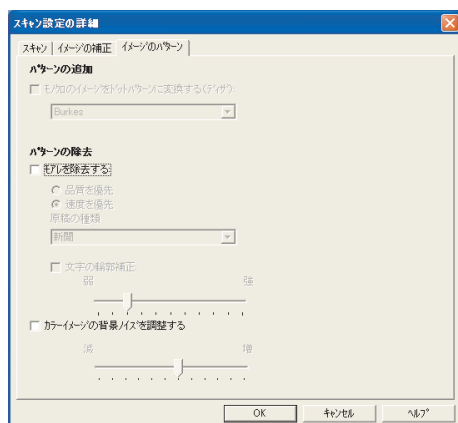 スキャン設定の詳細
スキャン イメージの補正 イメージのパターン
パターンの追加
モノクロのイメージをドットパターンに変換する(ディザ):
Burkes
パターンの除去
モアレを除去する
品質を優先
速度を優先
原稿の種類
新聞
文字の輪郭補正
弱 強
カラーイメージの背景ノイズを調整する
減 増
OK キャンセル ヘルプ